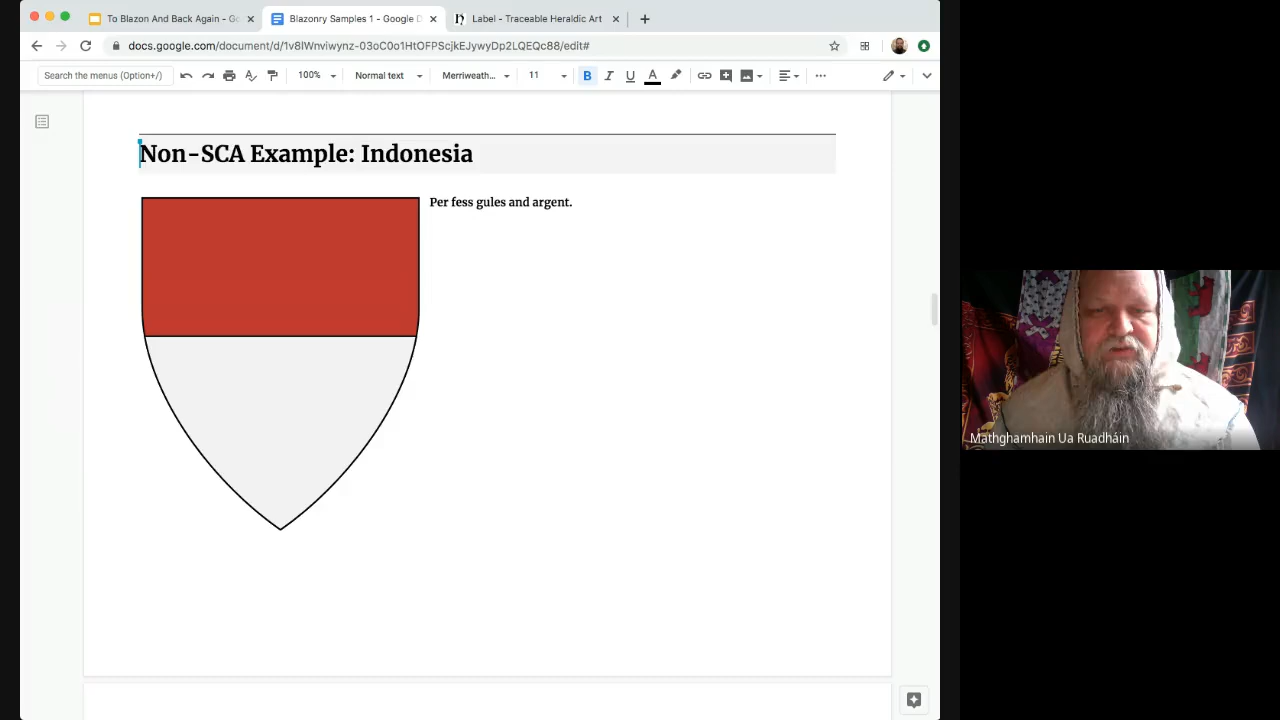 To Blazon And Back Again - Go
Blazonry Samples 1 - Google D
Label - Traceable Heraldic Art
docs.google.com/document/d/1v8lWnviwynz-03oC0o1HtOFPScjkEJywyDp2LQEQc88/edit#
Search the menus (Option+/)
100%
Normal text
Merriweath...
11
B
I
U
A
Non-SCA Example: Indonesia
Per fess gules and argent.
Mathghamhain Ua Ruadháin